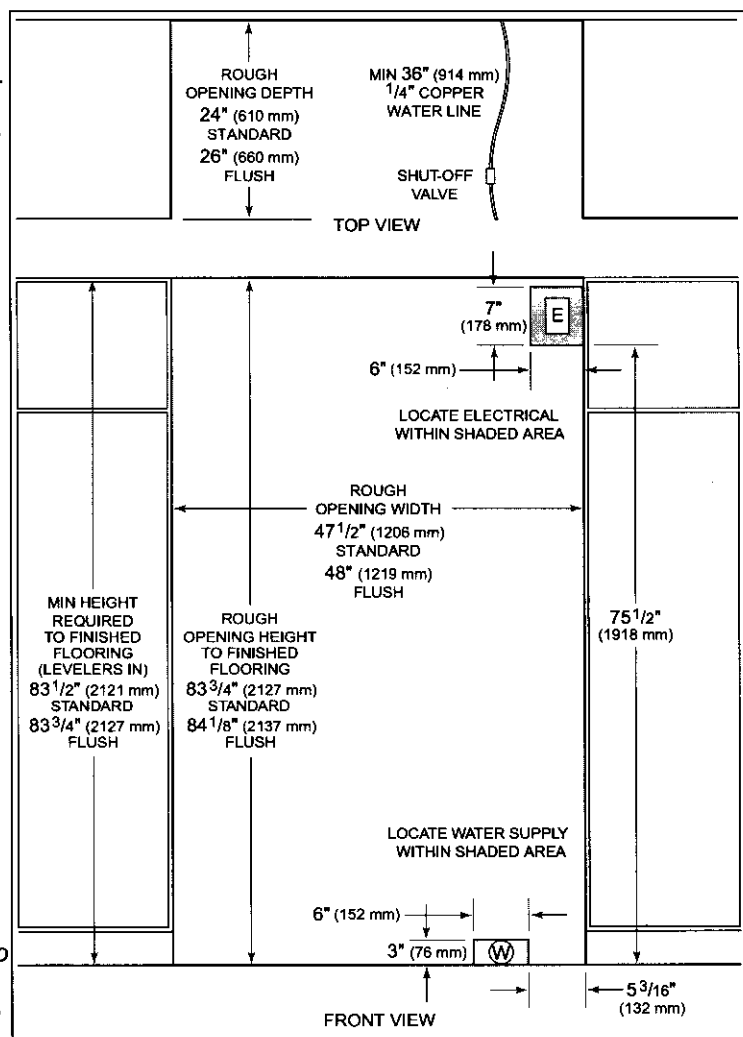 ROUGH
OPENING DEPTH
24" (610 mm)
STANDARD
26" (660 mm)
FLUSH
MIN 36" (914 mm)
1/4" COPPER
WATER LINE
SHUT-OFF
VALVE
TOP VIEW
7"
(178 mm)
E
6" (152 mm)
LOCATE ELECTRICAL
WITHIN SHADED AREA
ROUGH
OPENING WIDTH
47 1/2" (1206 mm)
STANDARD
48" (1219 mm)
FLUSH
MIN HEIGHT
REQUIRED
TO FINISHED
FLOORING
(LEVELERS IN)
83 1/2" (2121 mm)
STANDARD
83 3/4" (2127 mm)
FLUSH
ROUGH
OPENING HEIGHT
TO FINISHED
FLOORING
83 3/4" (2127 mm)
STANDARD
84 1/8" (2137 mm)
FLUSH
75 1/2"
(1918 mm)
LOCATE WATER SUPPLY
WITHIN SHADED AREA
6" (152 mm)
3" (76 mm)
W
5 3/16"
(132 mm)
FRONT VIEW